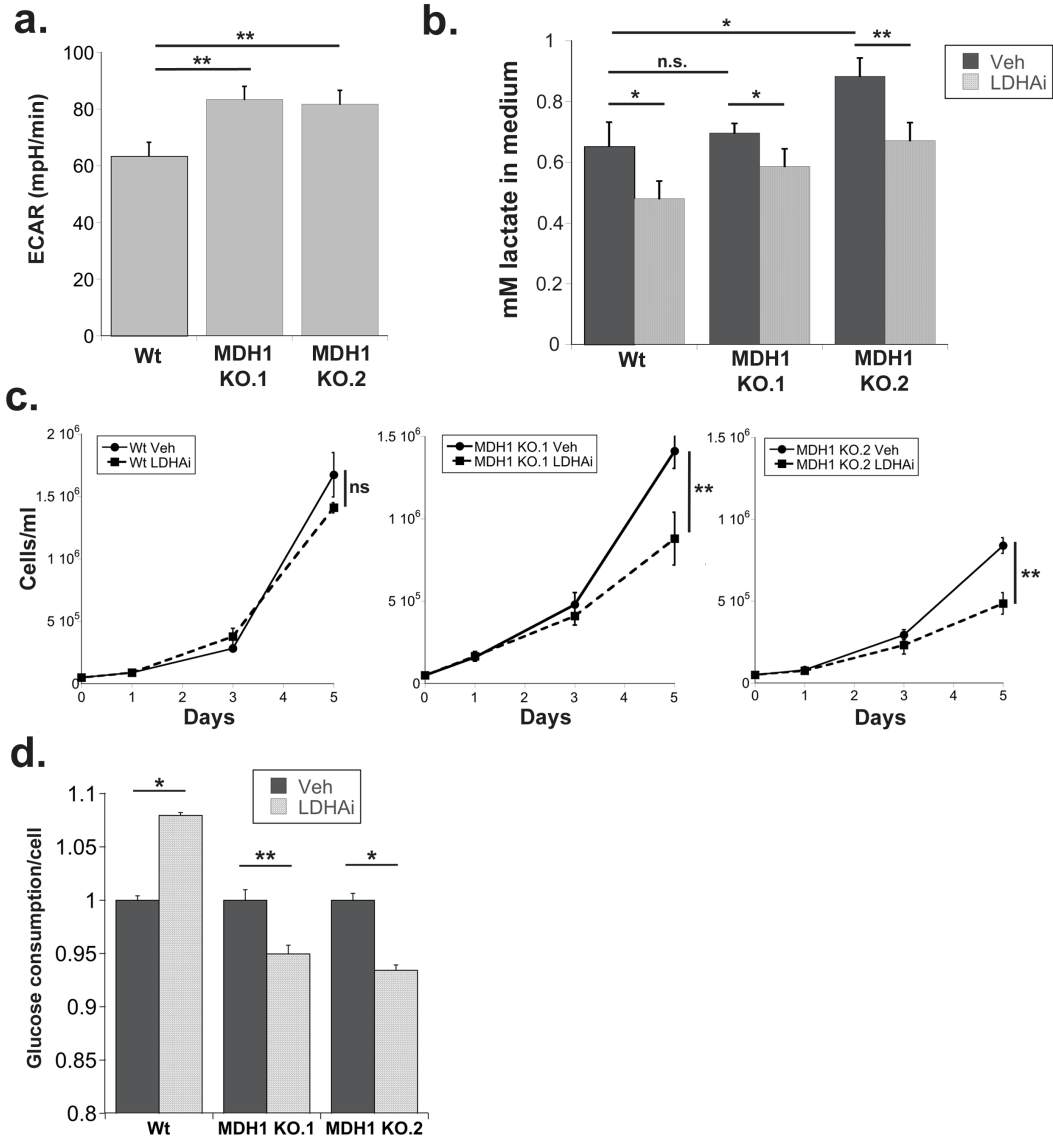 a.
**
**
100
80
60
40
20
0
ECAR (mpH/min)
Wt
MDH1
KO.1
MDH1
KO.2
b.
*
n.s.
*
*
**
Veh
LDHAi
1
0.8
0.6
0.4
0.2
0
mM lactate in medium
Wt
MDH1
KO.1
MDH1
KO.2
c.
Cells/ml
2 10⁶
1.5 10⁶
1 10⁶
5 10⁵
0
Wt Veh
Wt LDHAi
ns
0 1 2 3 4 5
Days
1.5 10⁶
1 10⁶
5 10⁵
0
MDH1 KO.1 Veh
MDH1 KO.1 LDHAi
**
0 1 2 3 4 5
Days
1.5 10⁶
1 10⁶
5 10⁵
0
MDH1 KO.2 Veh
MDH1 KO.2 LDHAi
**
0 1 2 3 4 5
Days
d.
Veh
LDHAi
*
**
*
1.1
1.05
1
0.95
0.9
0.85
0.8
Glucose consumption/cell
Wt
MDH1 KO.1
MDH1 KO.2